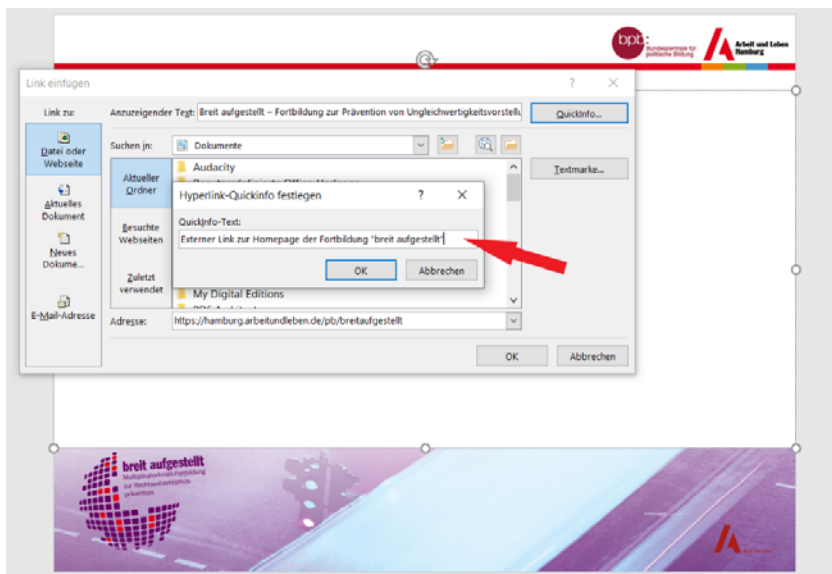 bpb:
Bundeszentrale für
politische Bildung
Arbeit und Leben
Hamburg
Link einfügen
? ×
Link zu:
Anzuzeigender Text:
Breit aufgestellt – Fortbildung zur Prävention von Ungleichwertigkeitsvorstellu
QuickInfo...
Datei oder
Webseite
Suchen in:
Dokumente
Textmarke...
Aktueller
Ordner
Audacity
Aktuelles
Dokument
Besuchte
Webseiten
Hyperlink-Quickinfo festlegen
? ×
QuickInfo-Text:
Externer Link zur Homepage der Fortbildung "breit aufgestellt"
OK
Abbrechen
Neues
Dokume...
Zuletzt
verwendet
My Digital Editions
E-Mail-Adresse
Adresse:
https://hamburg.arbeitundleben.de/pb/breitaufgestellt
OK
Abbrechen
breit aufgestellt